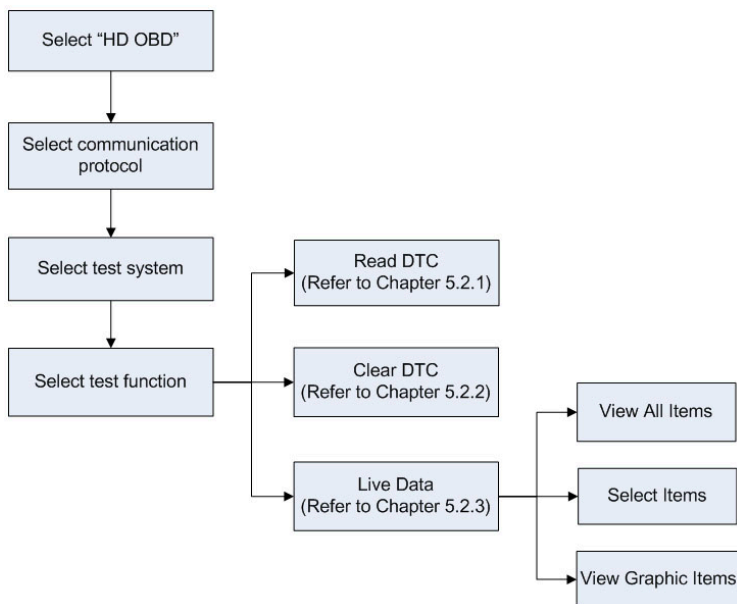 Select “HD OBD”
Select communication
protocol
Select test system
Select test function
Read DTC
(Refer to Chapter 5.2.1)
Clear DTC
(Refer to Chapter 5.2.2)
Live Data
(Refer to Chapter 5.2.3)
View All Items
Select Items
View Graphic Items